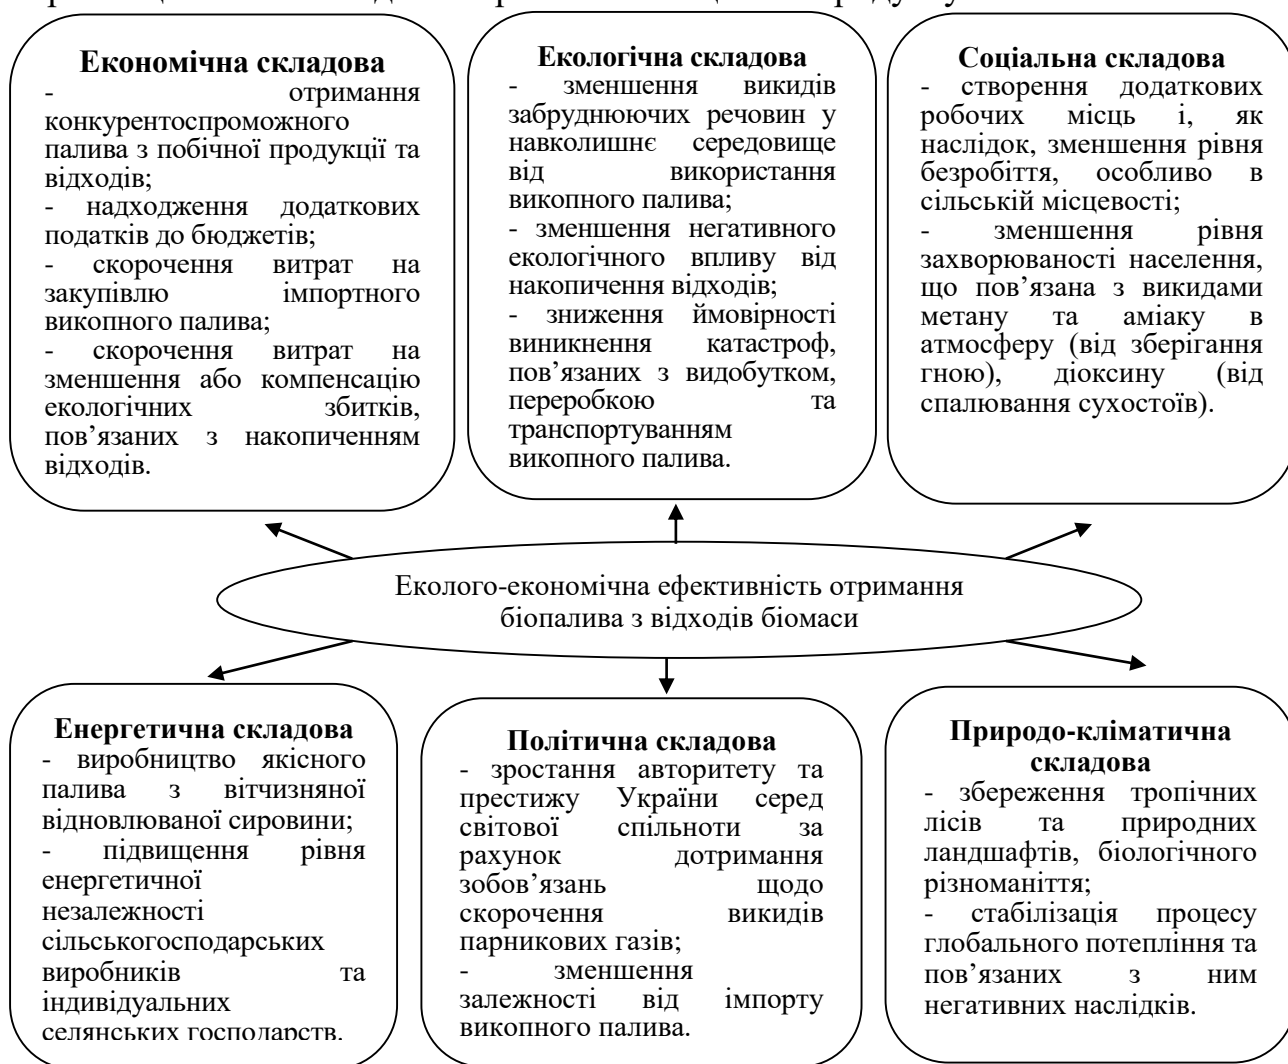 Економічна складова
- отримання
конкурентоспроможного
палива з побічної продукції та
відходів;
- надходження додаткових
податків до бюджетів;
- скорочення витрат на
закупівлю імпортного
викопного палива;
- скорочення витрат на
зменшення або компенсацію
екологічних збитків,
пов’язаних з накопиченням
відходів.
Екологічна складова
- зменшення викидів
забруднюючих речовин у
навколишнє середовище
від використання
викопного палива;
- зменшення негативного
екологічного впливу від
накопичення відходів;
- зниження ймовірності
виникнення катастроф,
пов’язаних з видобутком,
переробкою та
транспортуванням
викопного палива.
Соціальна складова
- створення додаткових
робочих місць і, як
наслідок, зменшення рівня
безробіття, особливо в
сільській місцевості;
- зменшення рівня
захворюваності населення,
що пов’язана з викидами
метану та аміаку в
атмосферу (від зберігання
гною), діоксину (від
спалювання сухостоїв).
Еколого-економічна ефективність отримання
біопалива з відходів біомаси
Енергетична складова
- виробництво якісного
палива з вітчизняної
відновлюваної сировини;
- підвищення рівня
енергетичної
незалежності
сільськогосподарських
виробників та
індивідуальних
селянських господарств.
Політична складова
- зростання авторитету та
престижу України серед
світової спільноти за
рахунок дотримання
зобов’язань щодо
скорочення викидів
парникових газів;
- зменшення
залежності від імпорту
викопного палива.
Природо-кліматична
складова
- збереження тропічних
лісів та природних
ландшафтів, біологічного
різноманіття;
- стабілізація процесу
глобального потепління та
пов’язаних з ним
негативних наслідків.